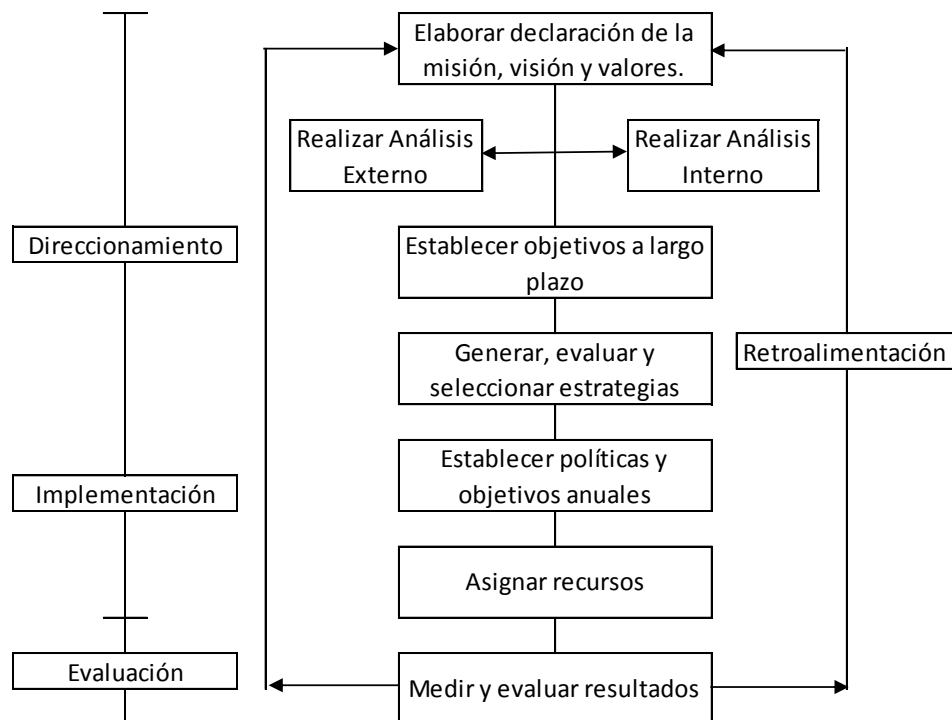 Elaborar declaración de la
misión, visión y valores.
Realizar Análisis
Externo
Realizar Análisis
Interno
Direccionamiento
Establecer objetivos a largo
plazo
Generar, evaluar y
seleccionar estrategias
Retroalimentación
Establecer políticas y
objetivos anuales
Implementación
Asignar recursos
Evaluación
Medir y evaluar resultados